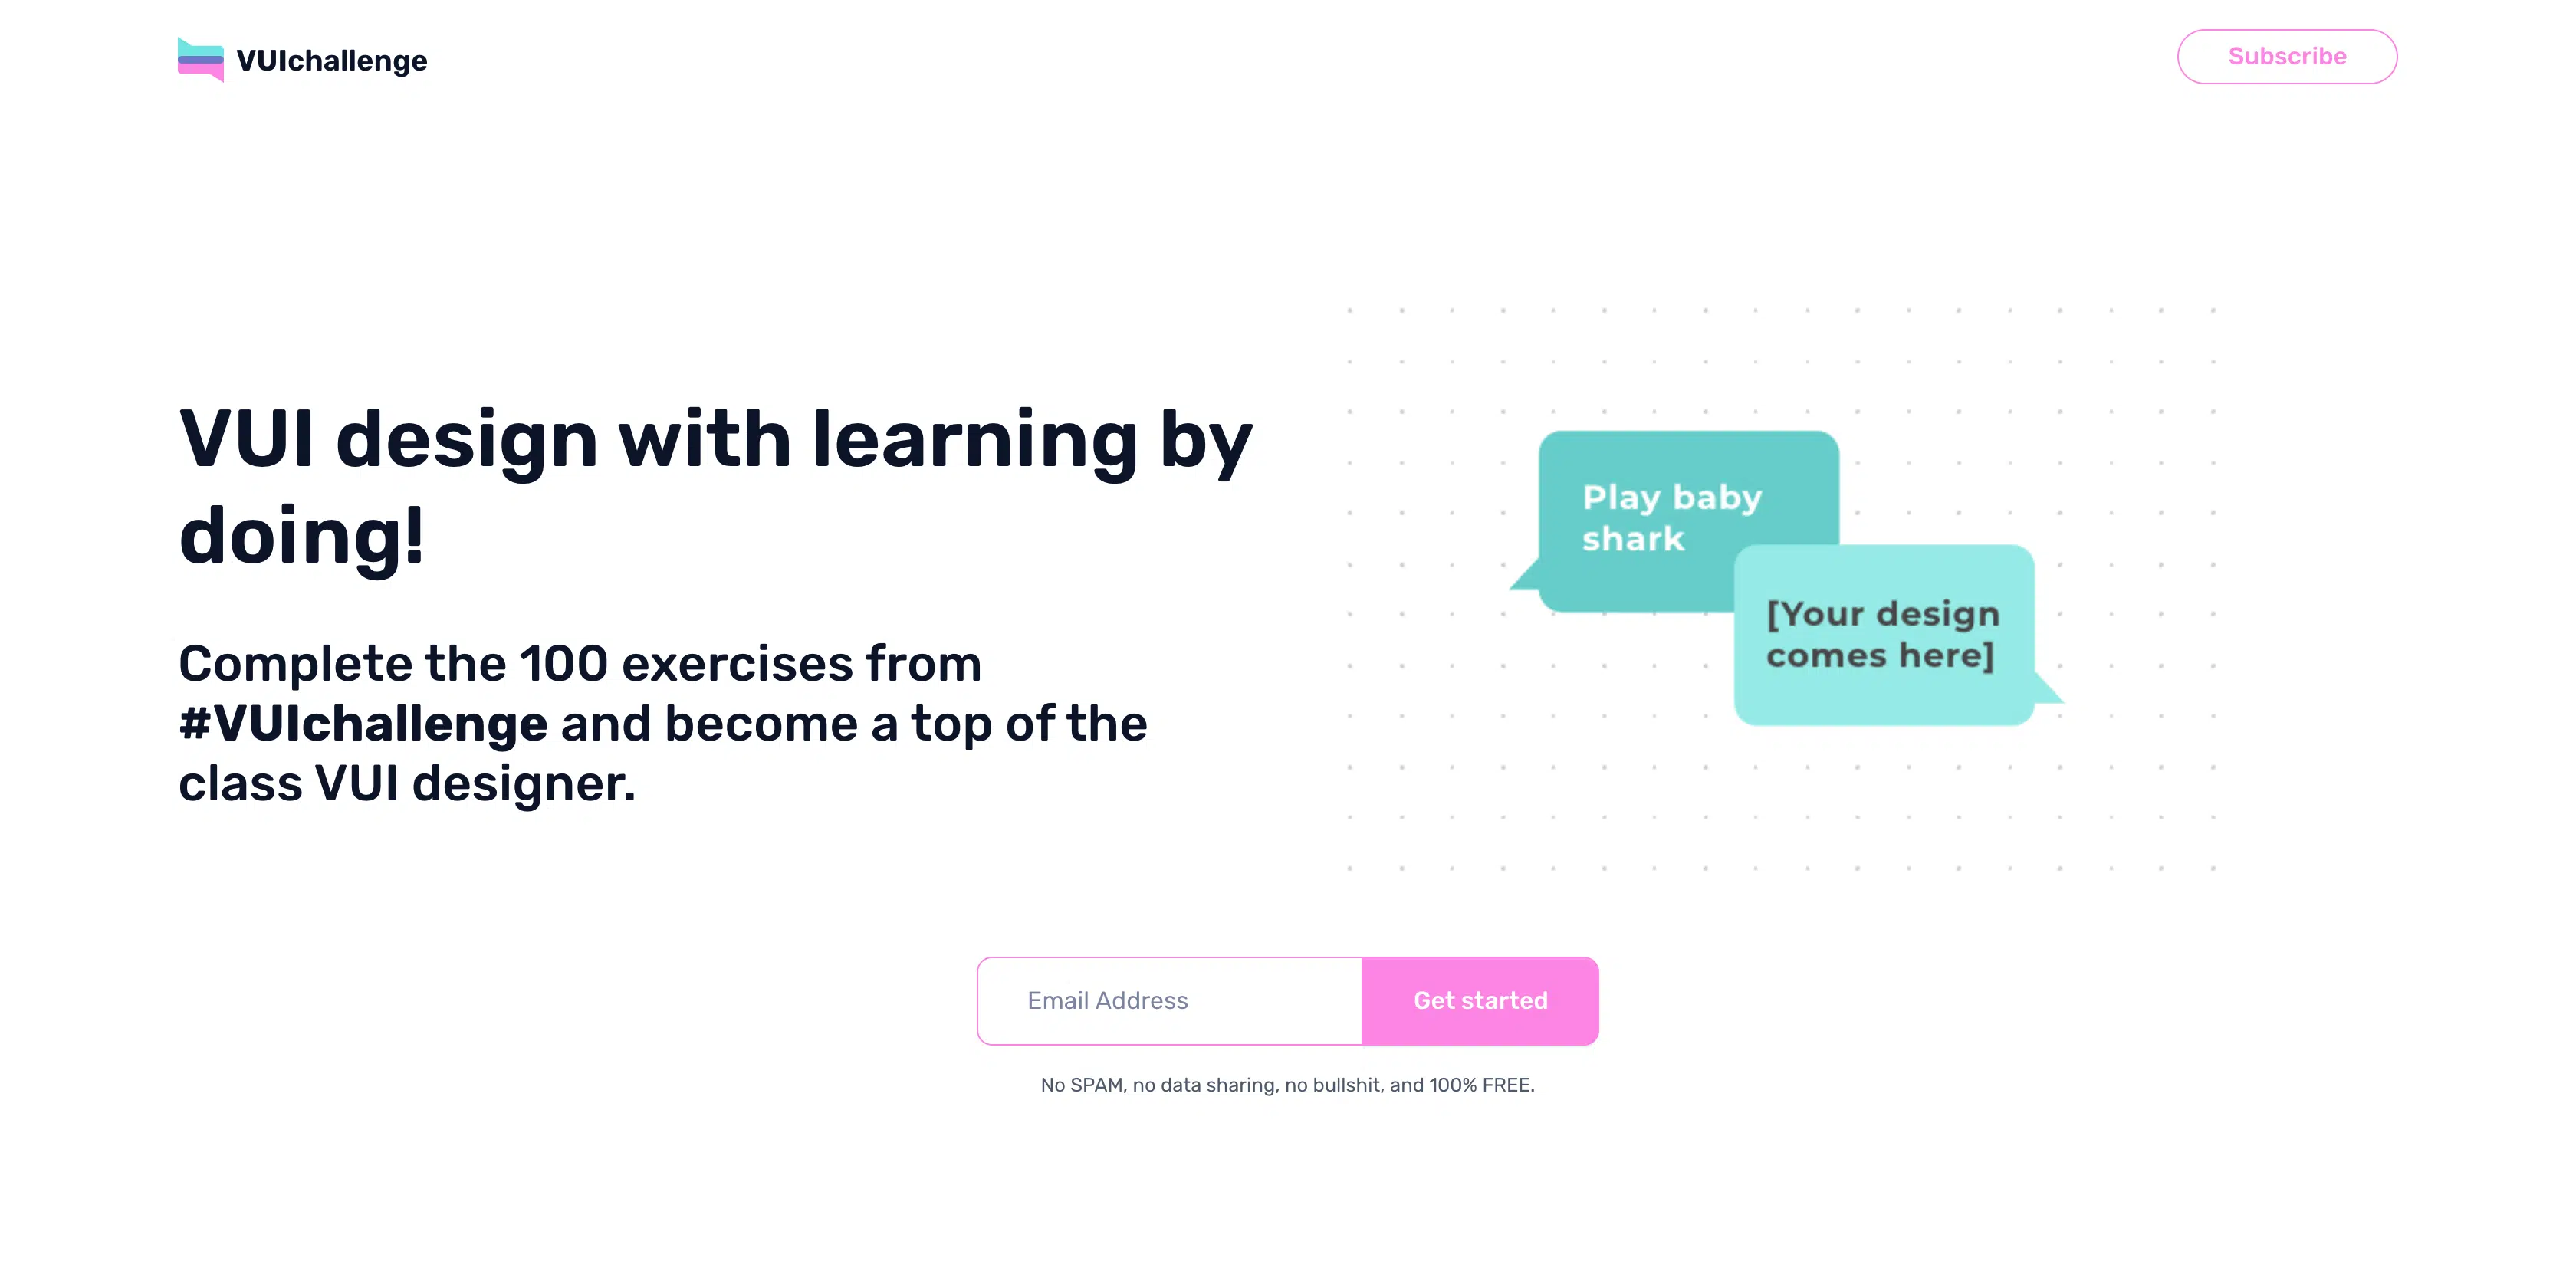 VUIchallenge
Subscribe
VUI design with learning by
doing!
Complete the 100 exercises from
#VUIchallenge and become a top of the
class VUI designer.
Play baby
shark
[Your design
comes here]
Email Address
Get started
No SPAM, no data sharing, no bullshit, and 100% FREE.